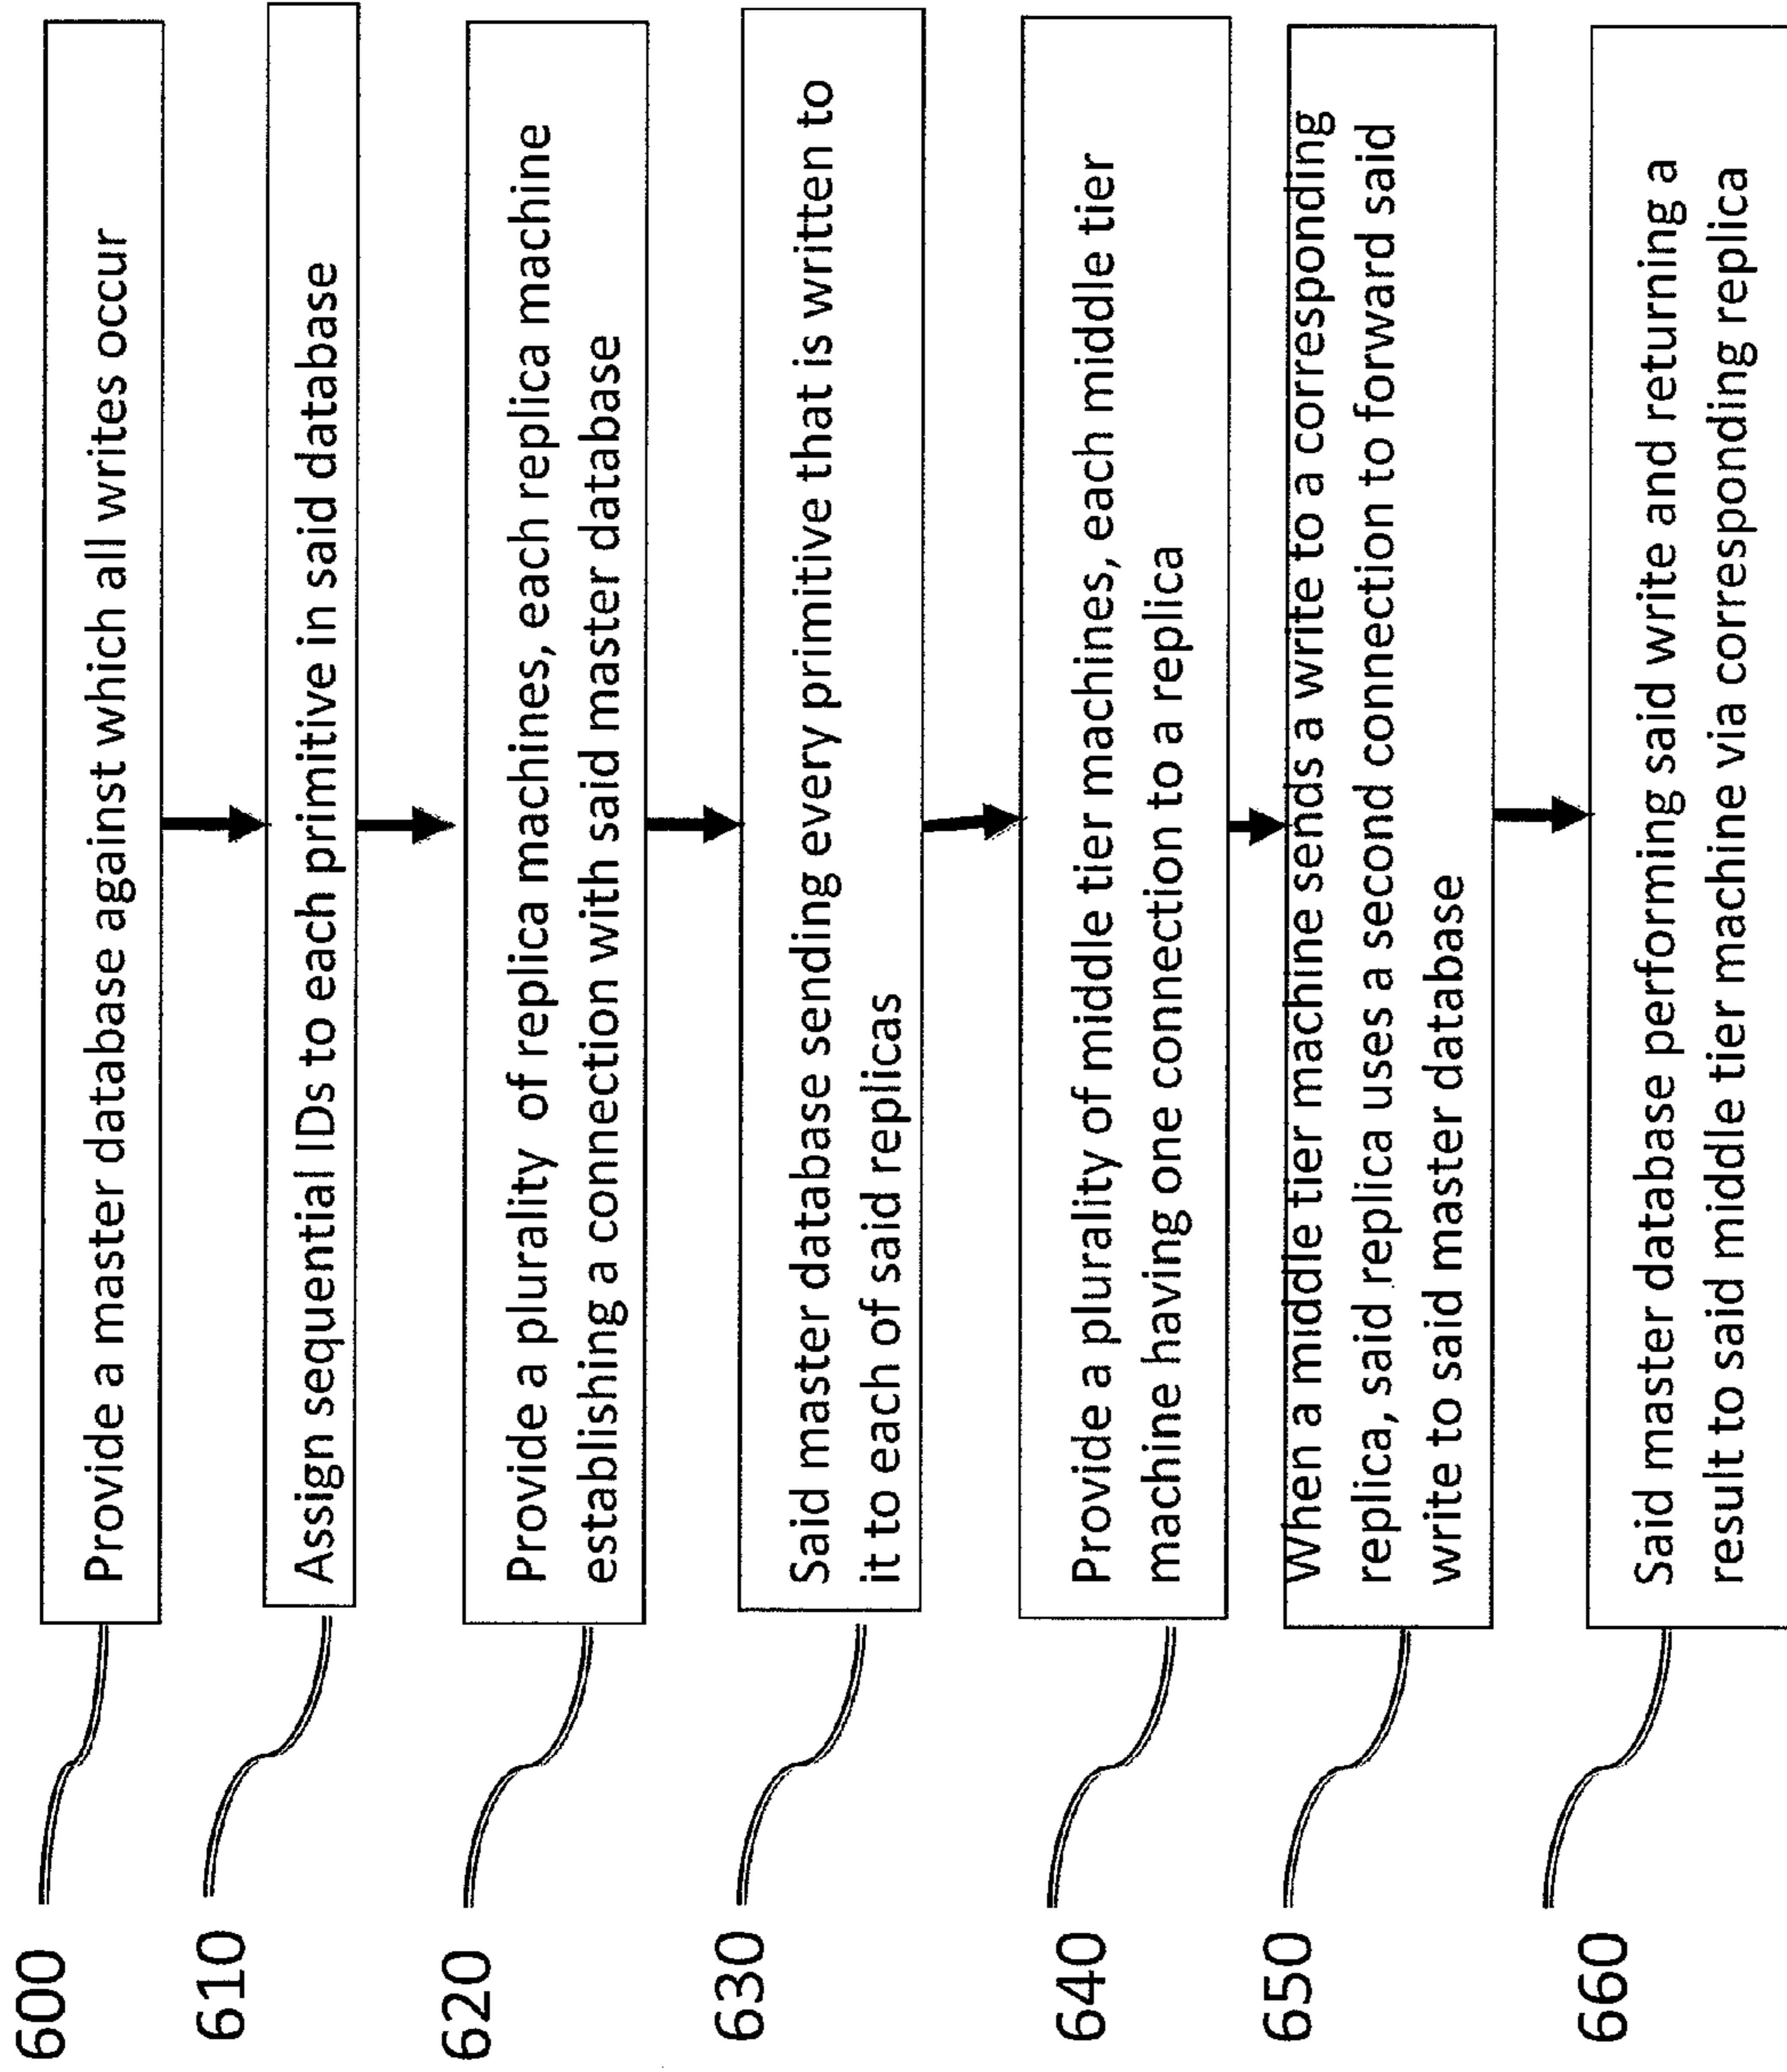 600
Provide a master database against which all writes occur
610
Assign sequential IDs to each primitive in said database
620
Provide a plurality of replica machines, each replica machine
establishing a connection with said master database
630
Said master database sending every primitive that is written to
it to each of said replicas
640
Provide a plurality of middle tier machines, each middle tier
machine having one connection to a replica
650
When a middle tier machine sends a write to a corresponding
replica, said replica uses a second connection to forward said
write to said master database
660
Said master database performing said write and returning a
result to said middle tier machine via corresponding replica